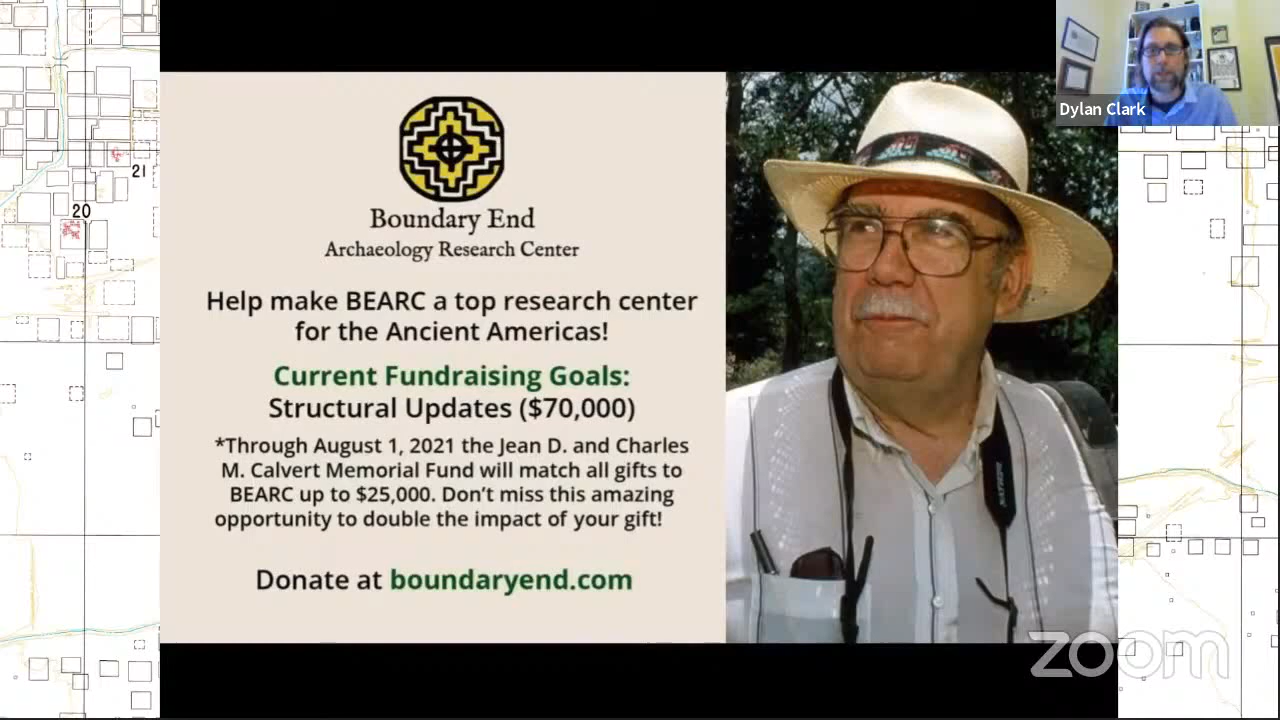 Dylan Clark
21
20
Boundary End
Archaeology Research Center
Help make BEARC a top research center
for the Ancient Americas!
Current Fundraising Goals:
Structural Updates ($70,000)
*Through August 1, 2021 the Jean D. and Charles
M. Calvert Memorial Fund will match all gifts to
BEARC up to $25,000. Don't miss this amazing
opportunity to double the impact of your gift!
Donate at boundaryend.com
zoom